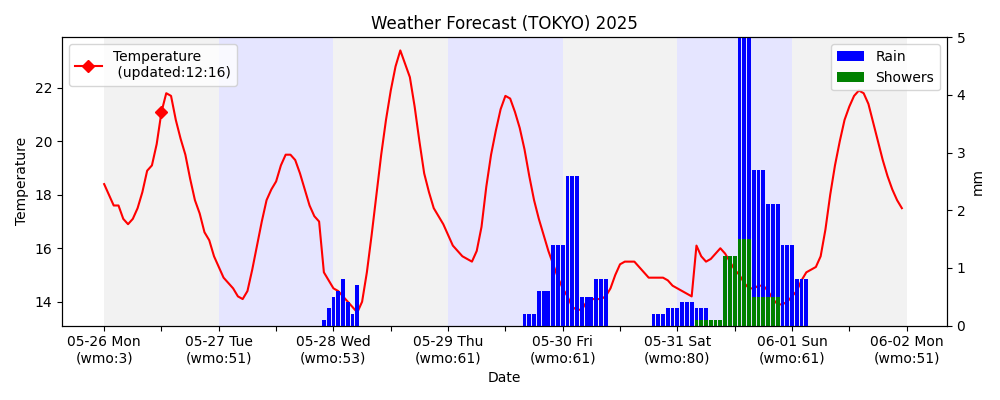 Weather Forecast (TOKYO) 2025
Temperature
(updated:12:16)
Rain
Showers
Temperature
22
20
18
16
14
5
4
3
2
1
0
mm
05-26 Mon
(wmo:3)
05-27 Tue
(wmo:51)
05-28 Wed
(wmo:53)
05-29 Thu
(wmo:61)
05-30 Fri
(wmo:61)
05-31 Sat
(wmo:80)
06-01 Sun
(wmo:61)
06-02 Mon
(wmo:51)
Date